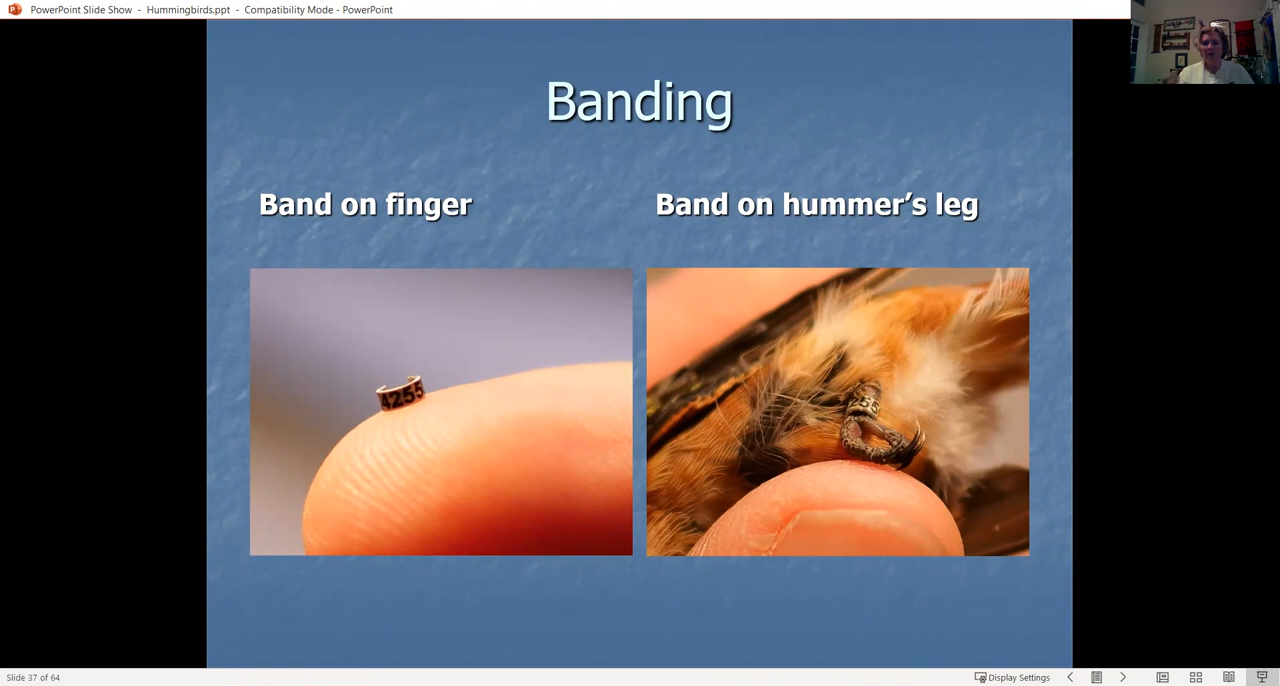 PowerPoint Slide Show - Hummingbirds.ppt - Compatibility Mode - PowerPoint
Banding
Band on finger
Band on hummer's leg
4255
255
Slide 37 of 64
Display Settings